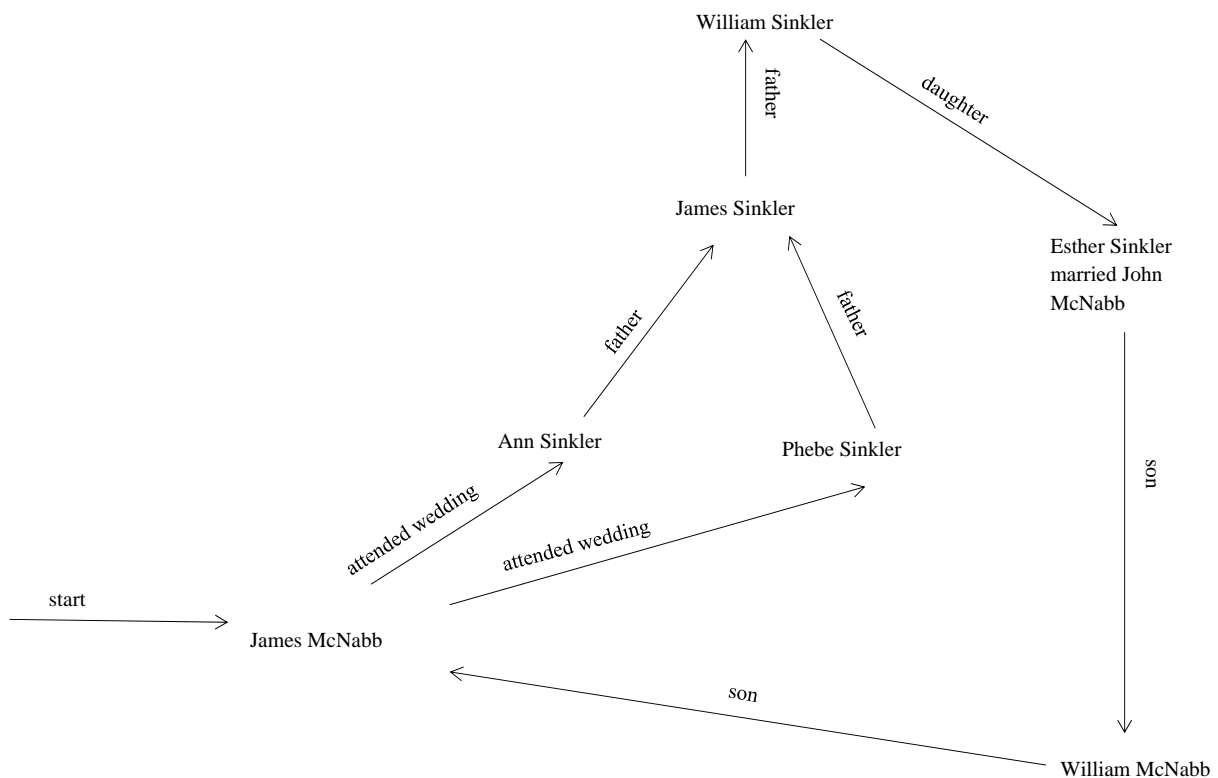 William Sinkler
father
daughter
James Sinkler
Esther Sinkler
married John
McNabb
father
father
Ann Sinkler
Phebe Sinkler
son
attended wedding
attended wedding
start
James McNabb
son
William McNabb